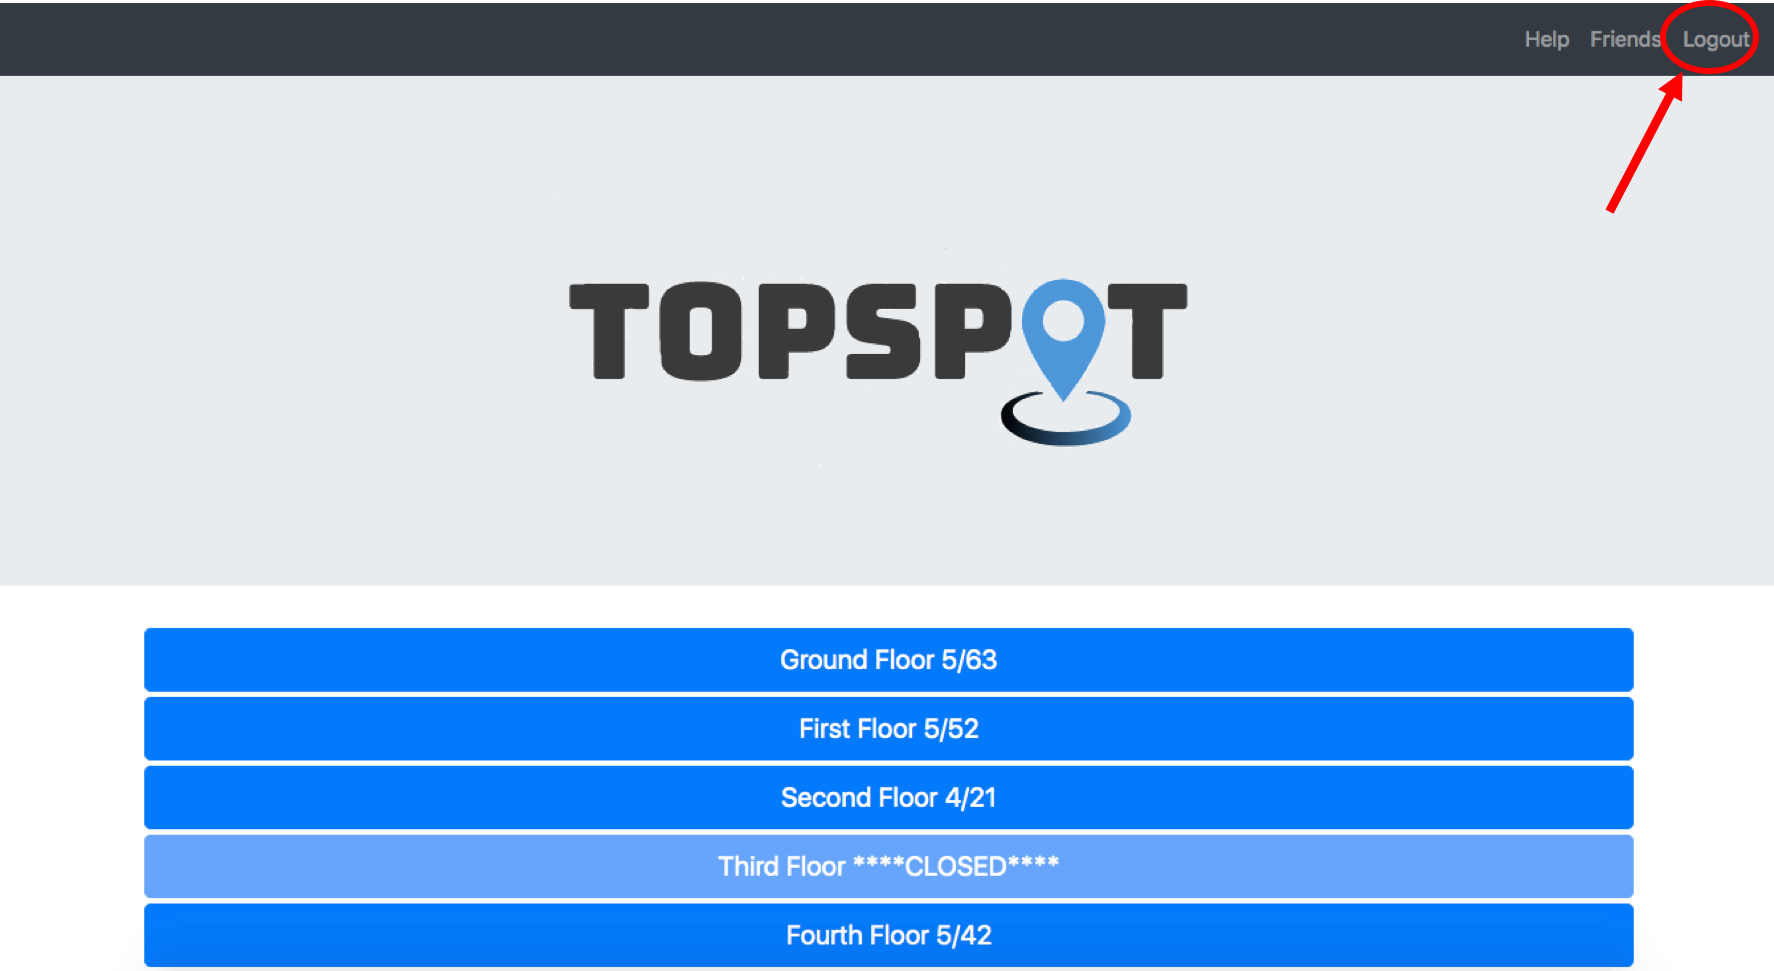 Help Friends Logout
TOPSPOT
Ground Floor 5/63
First Floor 5/52
Second Floor 4/21
Third Floor ****CLOSED****
Fourth Floor 5/42